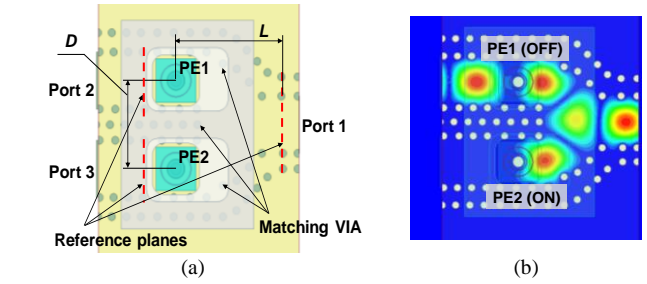 D
L
PE1
Port 2
Port 1
Port 3
PE2
Reference planes
Matching VIA
(a)
PE1 (OFF)
PE2 (ON)
(b)